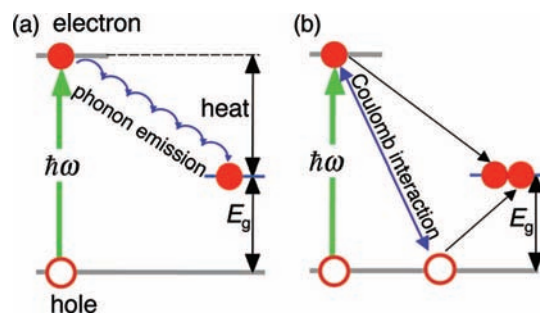 (a) electron
phonon emission
heat
ħω
E_g
hole
(b)
Coulomb interaction
ħω
E_g